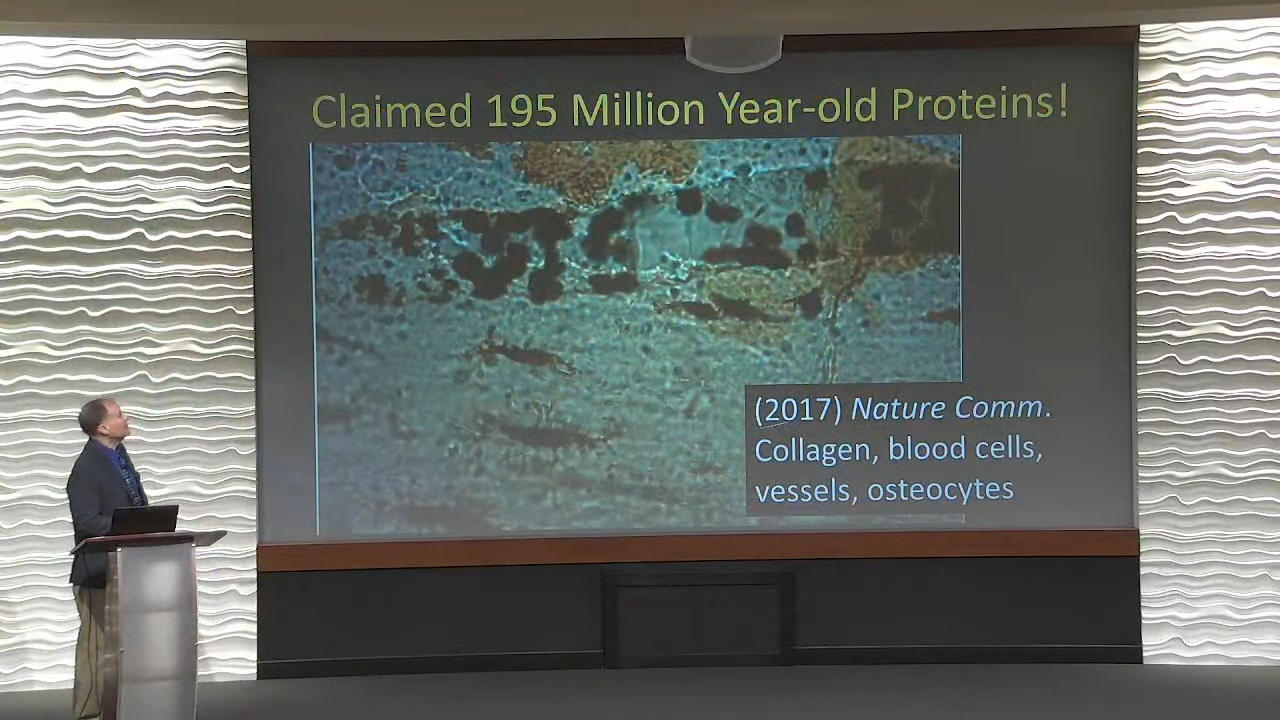 Claimed 195 Million Year-old Proteins!
(2017) Nature Comm.
Collagen, blood cells,
vessels, osteocytes